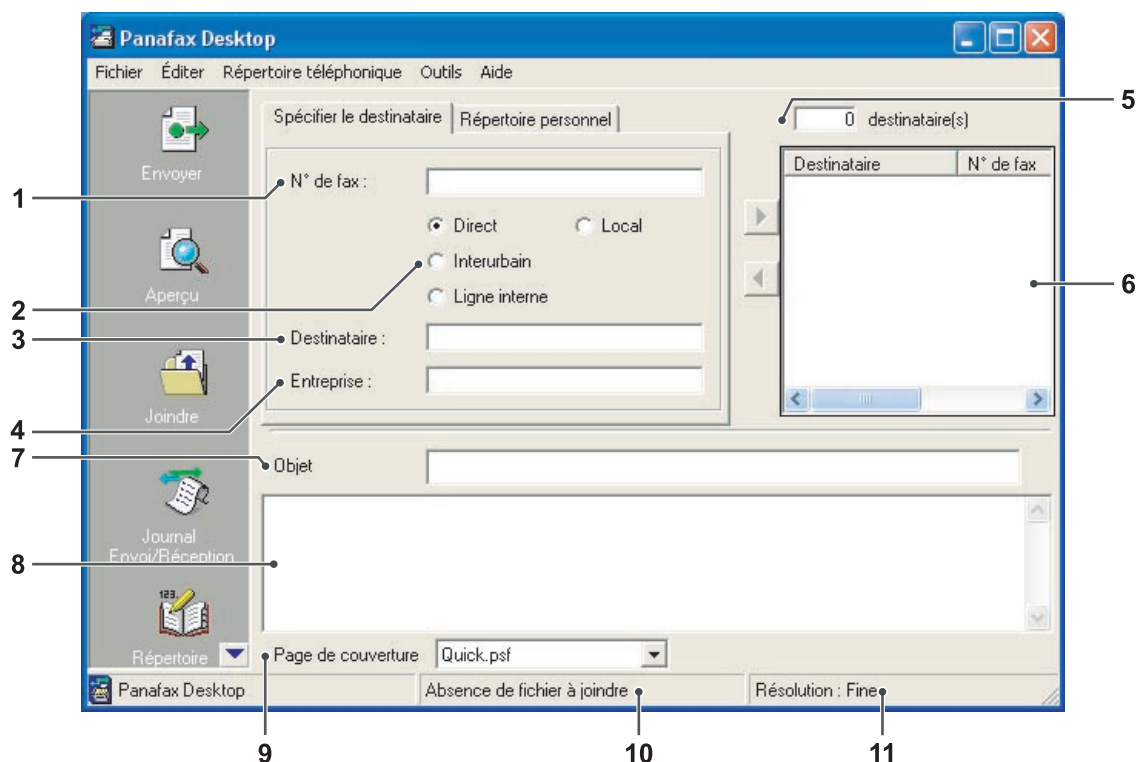 Panafax Desktop
Fichier Éditer Répertoire téléphonique Outils Aide
Envoyer
Aperçu
Joindre
Journal
Envoi/Réception
123.
Répertoire
Spécifier le destinataire Répertoire personnel
N° de fax :
Direct Local
Interurbain
Ligne interne
Destinataire :
Entreprise :
0 destinataire(s)
Destinataire N° de fax
Objet
Page de couverture Quick.psf
Panafax Desktop Absence de fichier à joindre Résolution : Fine
1
2
3
4
7
8
5
6
9 10 11